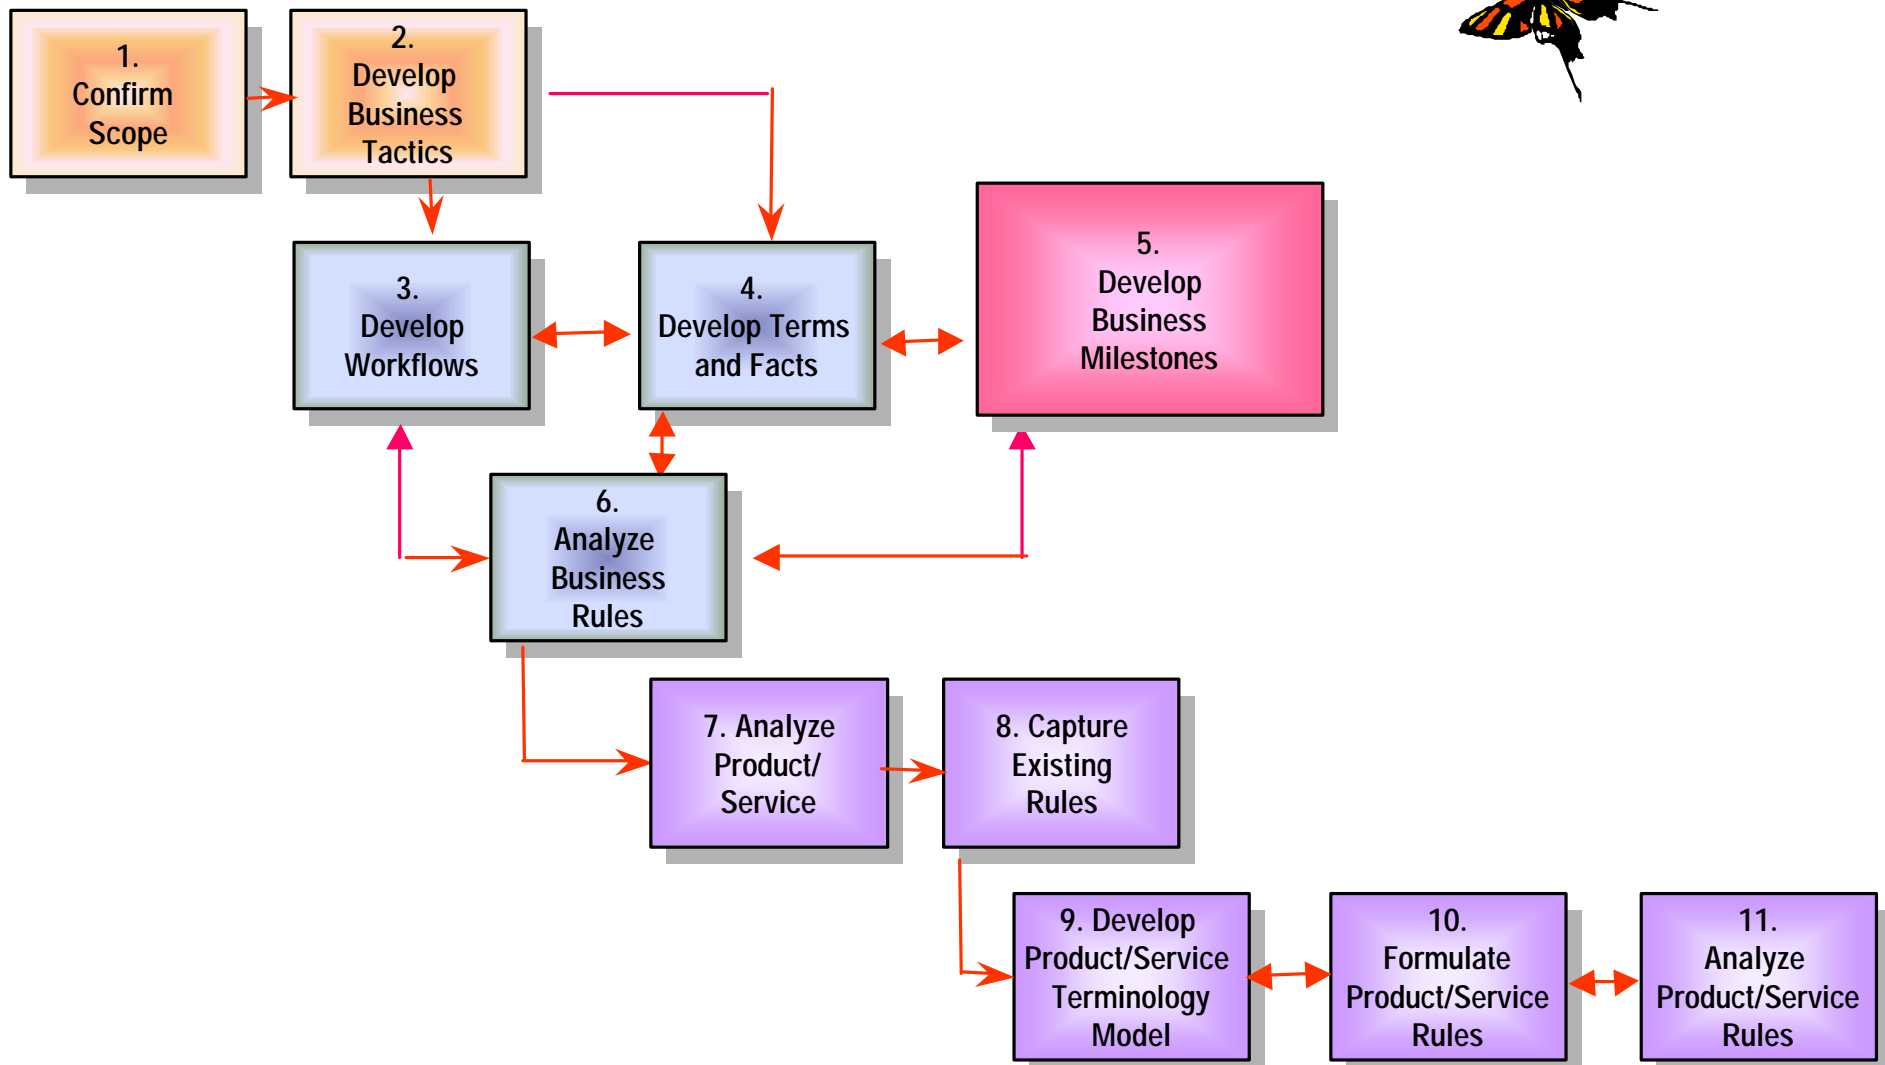 1.
Confirm
Scope
2.
Develop
Business
Tactics
3.
Develop
Workflows
4.
Develop Terms
and Facts
5.
Develop
Business
Milestones
6.
Analyze
Business
Rules
7. Analyze
Product/
Service
8. Capture
Existing
Rules
9. Develop
Product/Service
Terminology
Model
10.
Formulate
Product/Service
Rules
11.
Analyze
Product/Service
Rules